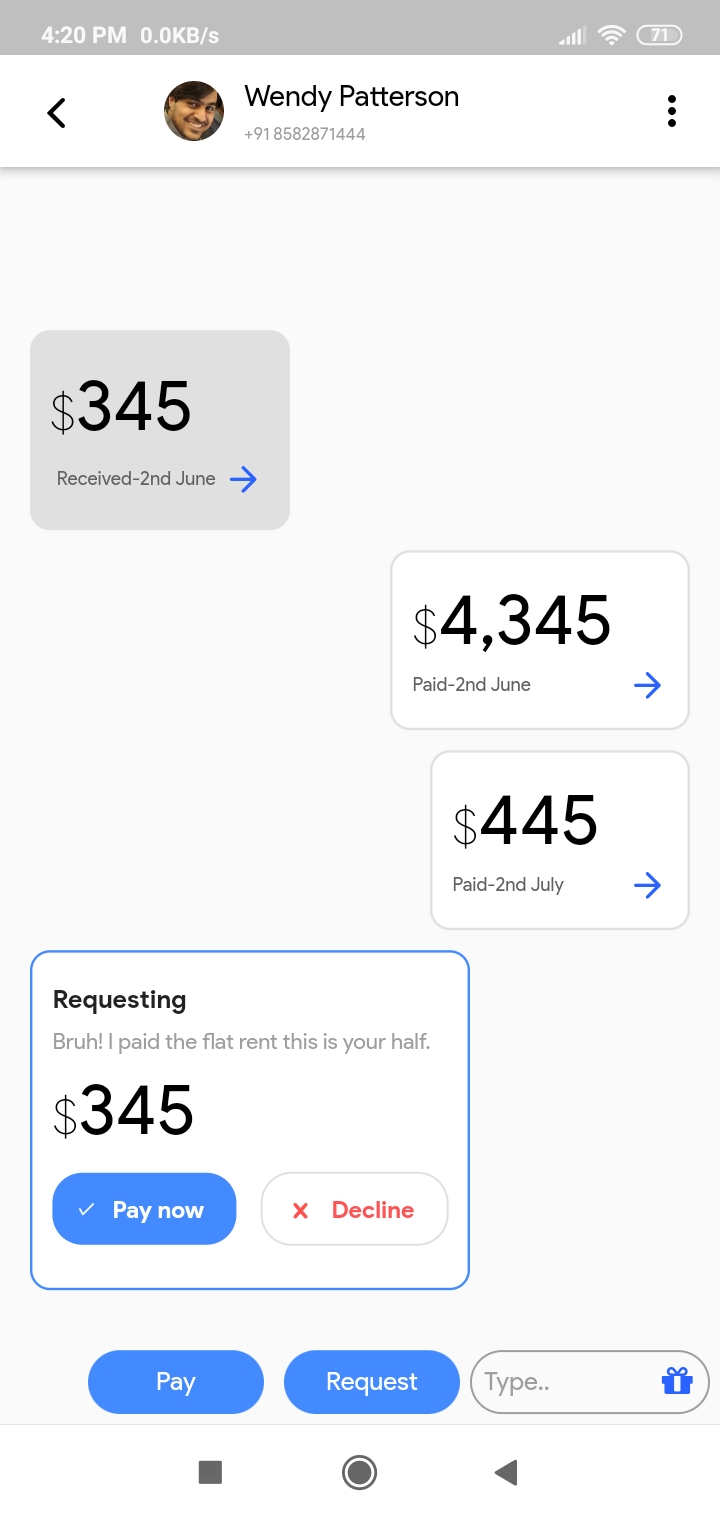 4:20 PM 0.0KB/s 71
Wendy Patterson
+91 8582871444
$345
Received-2nd June
$4,345
Paid-2nd June
$445
Paid-2nd July
Requesting
Bruh! I paid the flat rent this is your half.
$345
Pay now Decline
Pay Request Type..